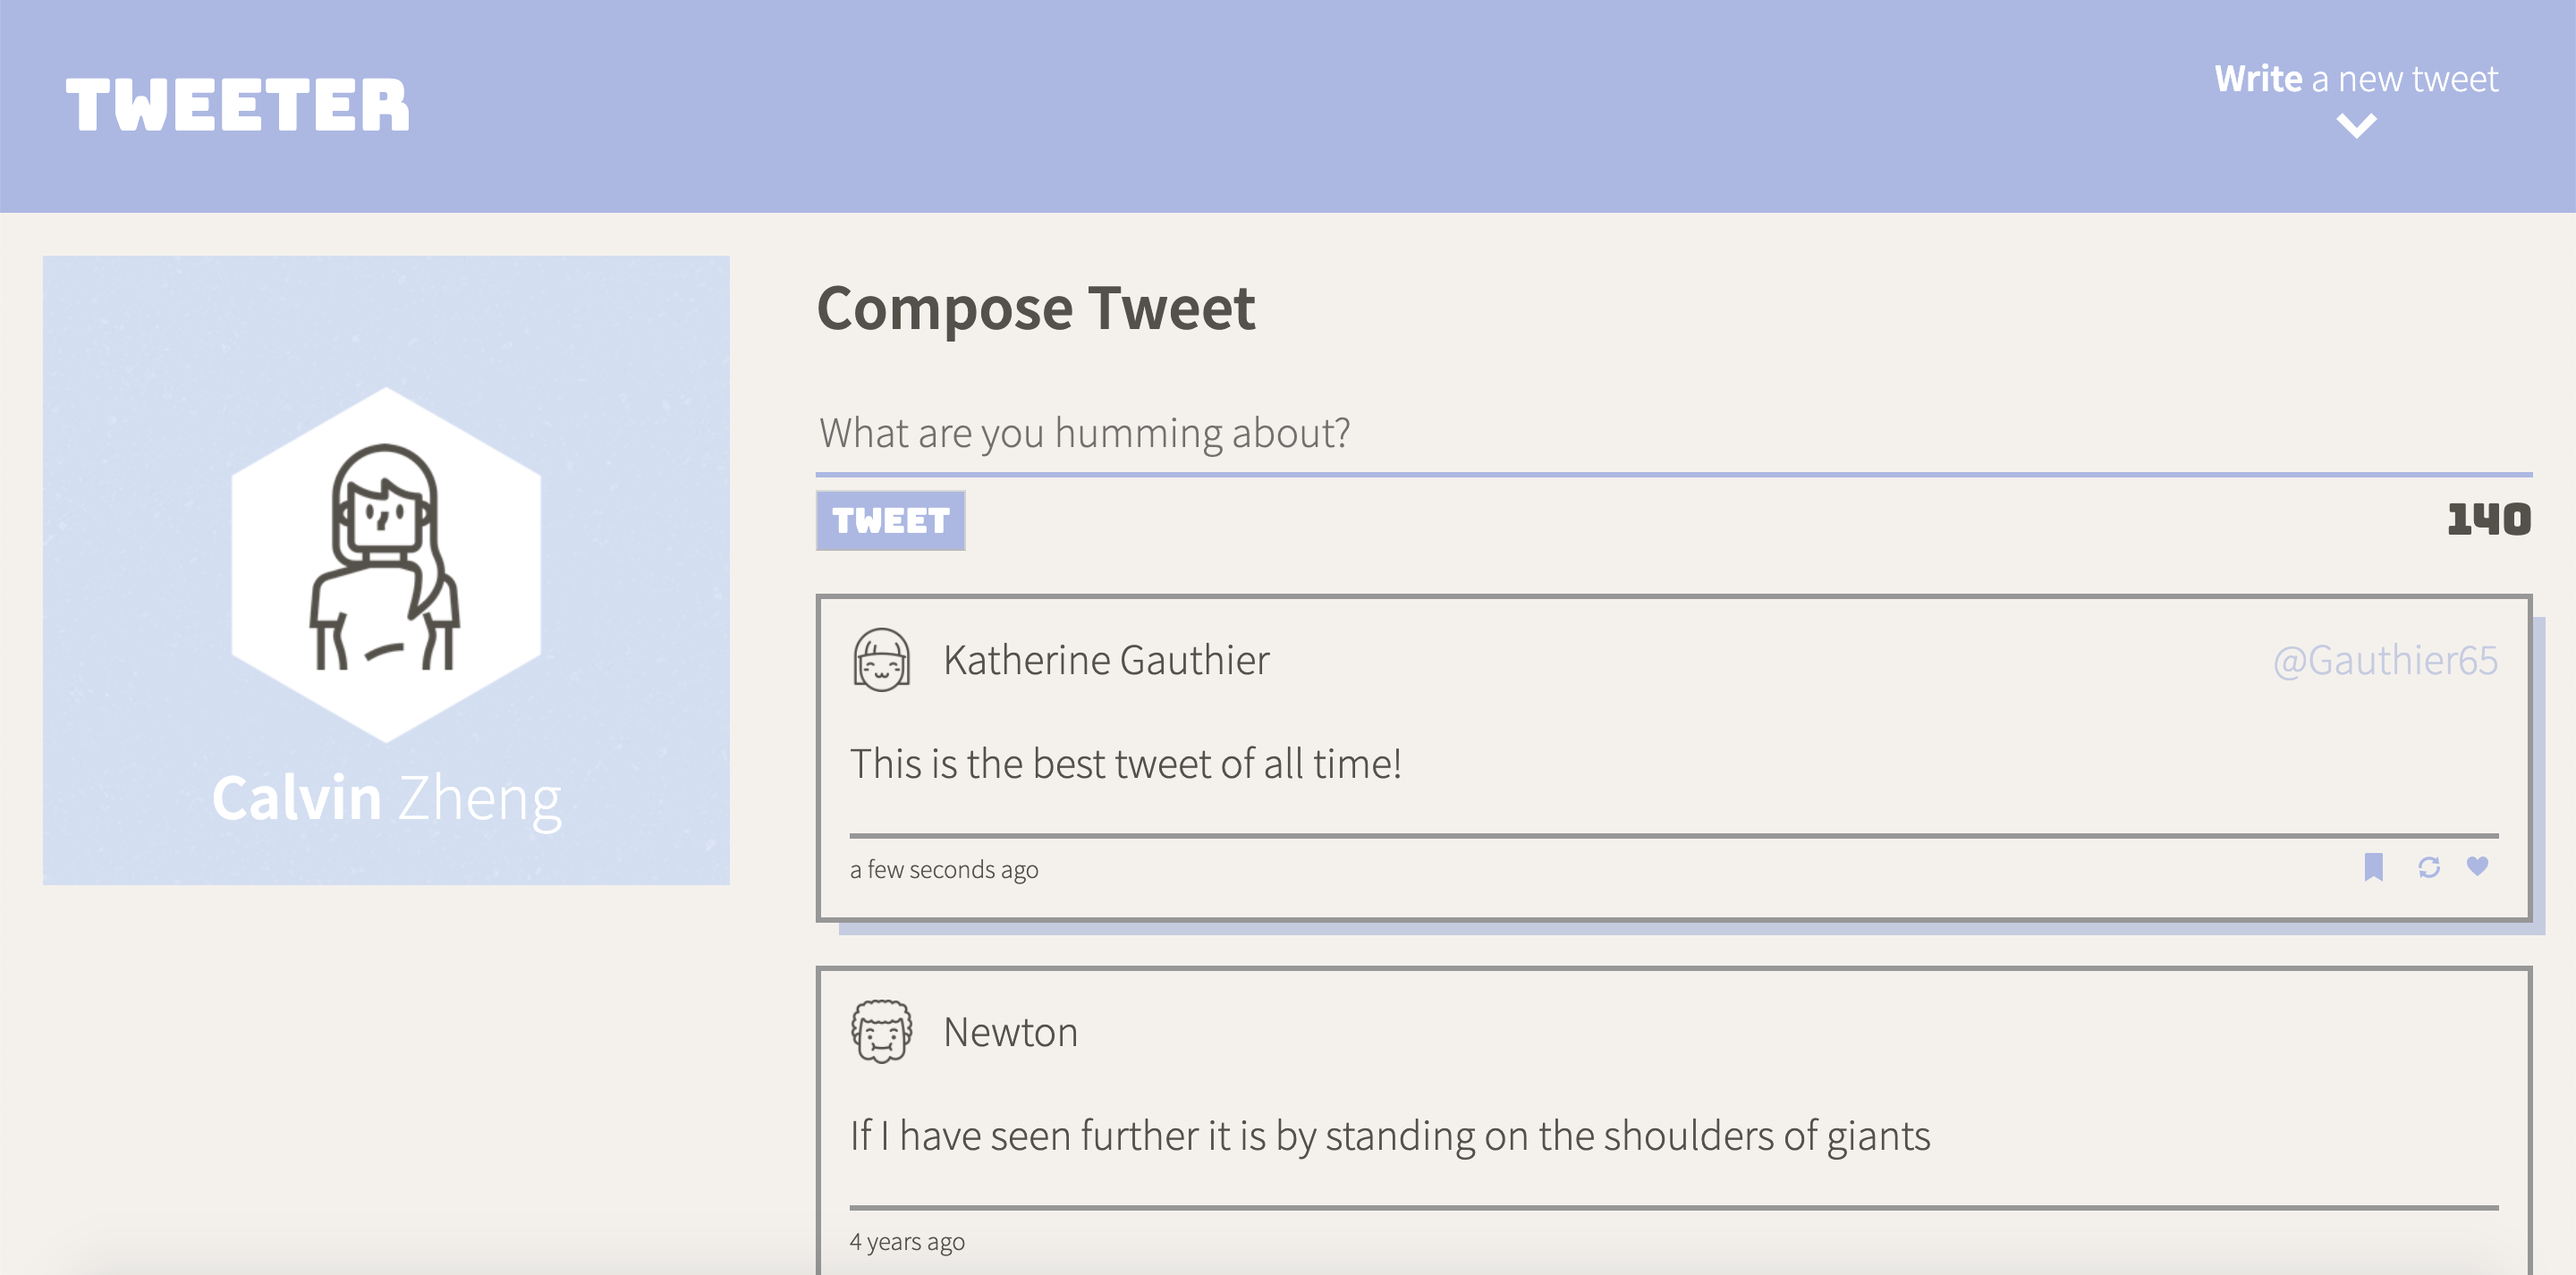 TWEETER
Write a new tweet
Calvin Zheng
Compose Tweet
What are you humming about?
TWEET
140
Katherine Gauthier
@Gauthier65
This is the best tweet of all time!
a few seconds ago
Newton
If I have seen further it is by standing on the shoulders of giants
4 years ago